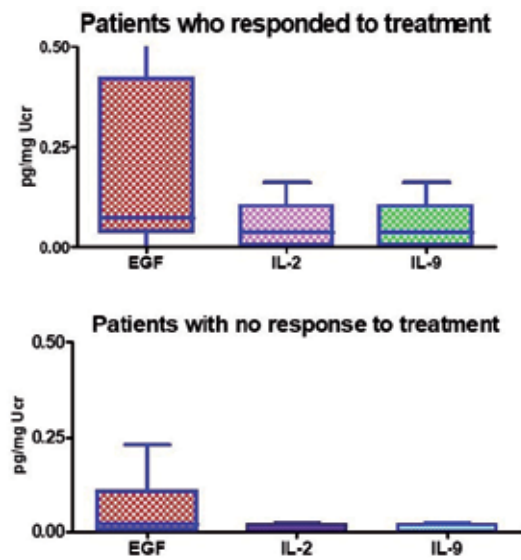 Patients who responded to treatment
0.50
0.25
0.00
pg/mg Ucr
EGF IL-2 IL-9
Patients with no response to treatment
0.50
0.25
0.00
pg/mg Ucr
EGF IL-2 IL-9